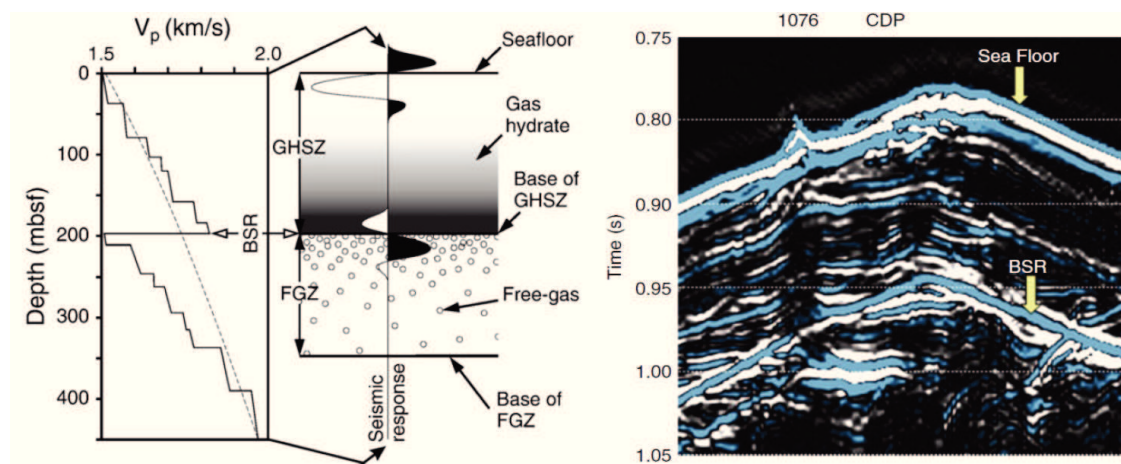 Vp (km/s)
1.5 2.0
0
100
200
300
400
Depth (mbsf)
BSR
GHSZ
FGZ
Seafloor
Gas
hydrate
Base of
GHSZ
Free-gas
Base of
FGZ
Seismic
response
1076 CDP
0.75
0.80
0.90
0.95
1.00
1.05
Time (s)
Sea Floor
BSR